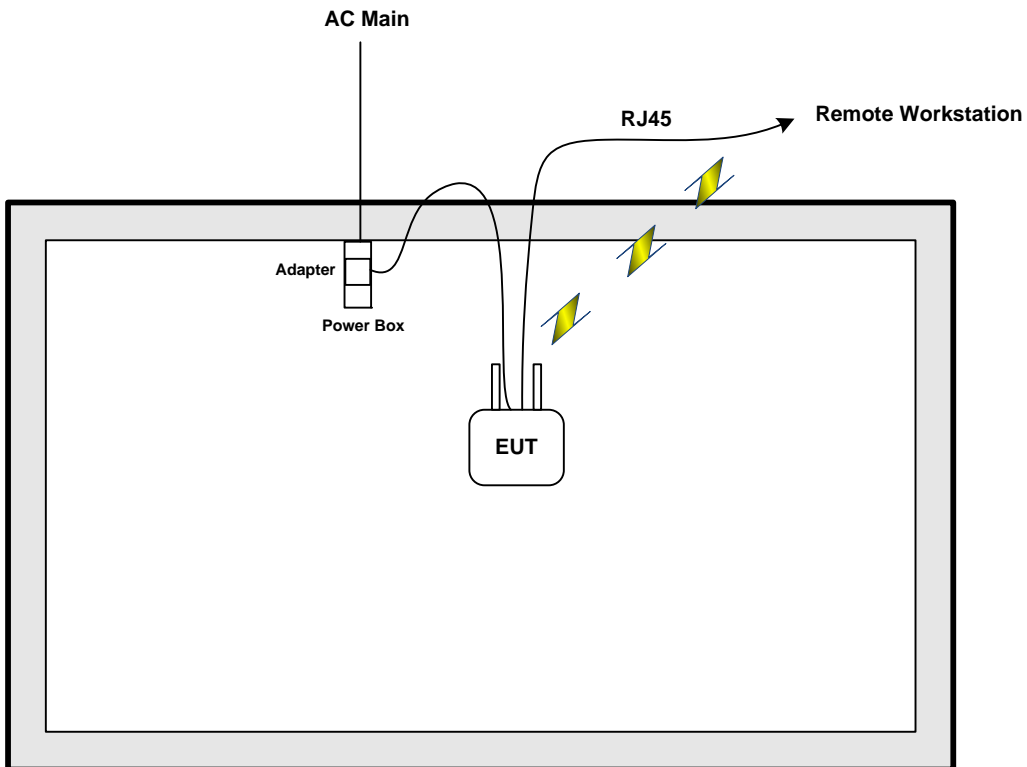 AC Main
RJ45
Remote Workstation
Adapter
Power Box
EUT